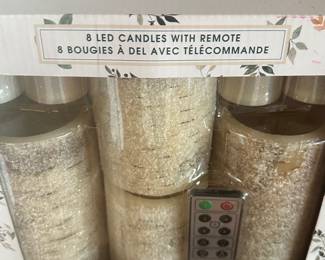 8 LED CANDLES WITH REMOTE
8 BOUGIES À DEL AVEC TÉLÉCOMMANDE